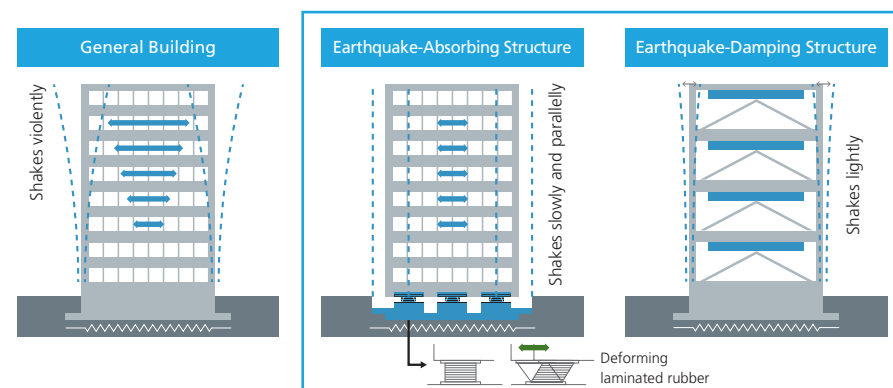 General Building
Shakes violently
Earthquake-Absorbing Structure
Shakes slowly and parallelly
Deforming
laminated rubber
Earthquake-Damping Structure
Shakes lightly